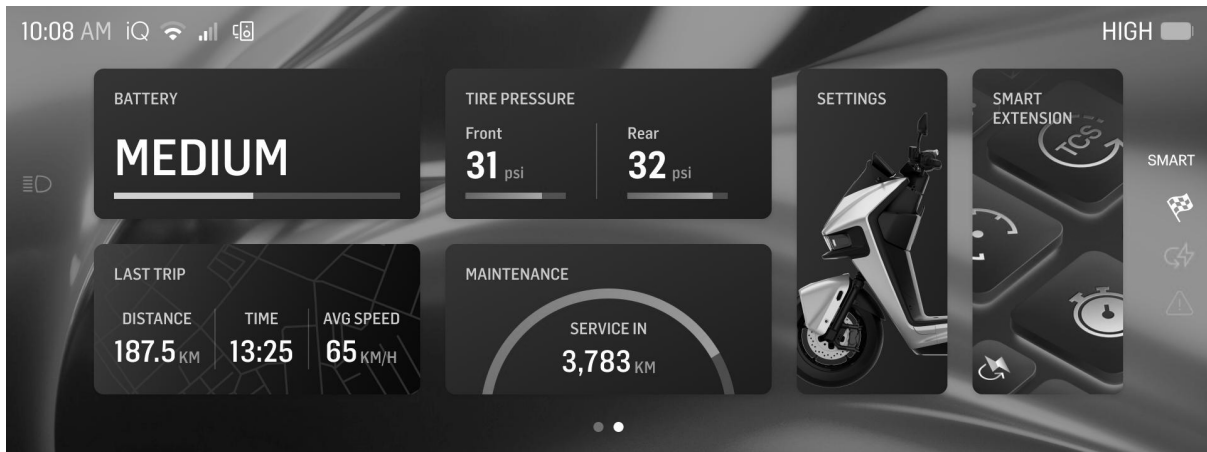 10:08 AM iQ
HIGH
BATTERY
MEDIUM
TIRE PRESSURE
Front
31 psi
Rear
32 psi
SETTINGS
SMART
EXTENSION
TCS
SMART
LAST TRIP
DISTANCE
187.5 KM
TIME
13:25
AVG SPEED
65 KM/H
MAINTENANCE
SERVICE IN
3,783 KM